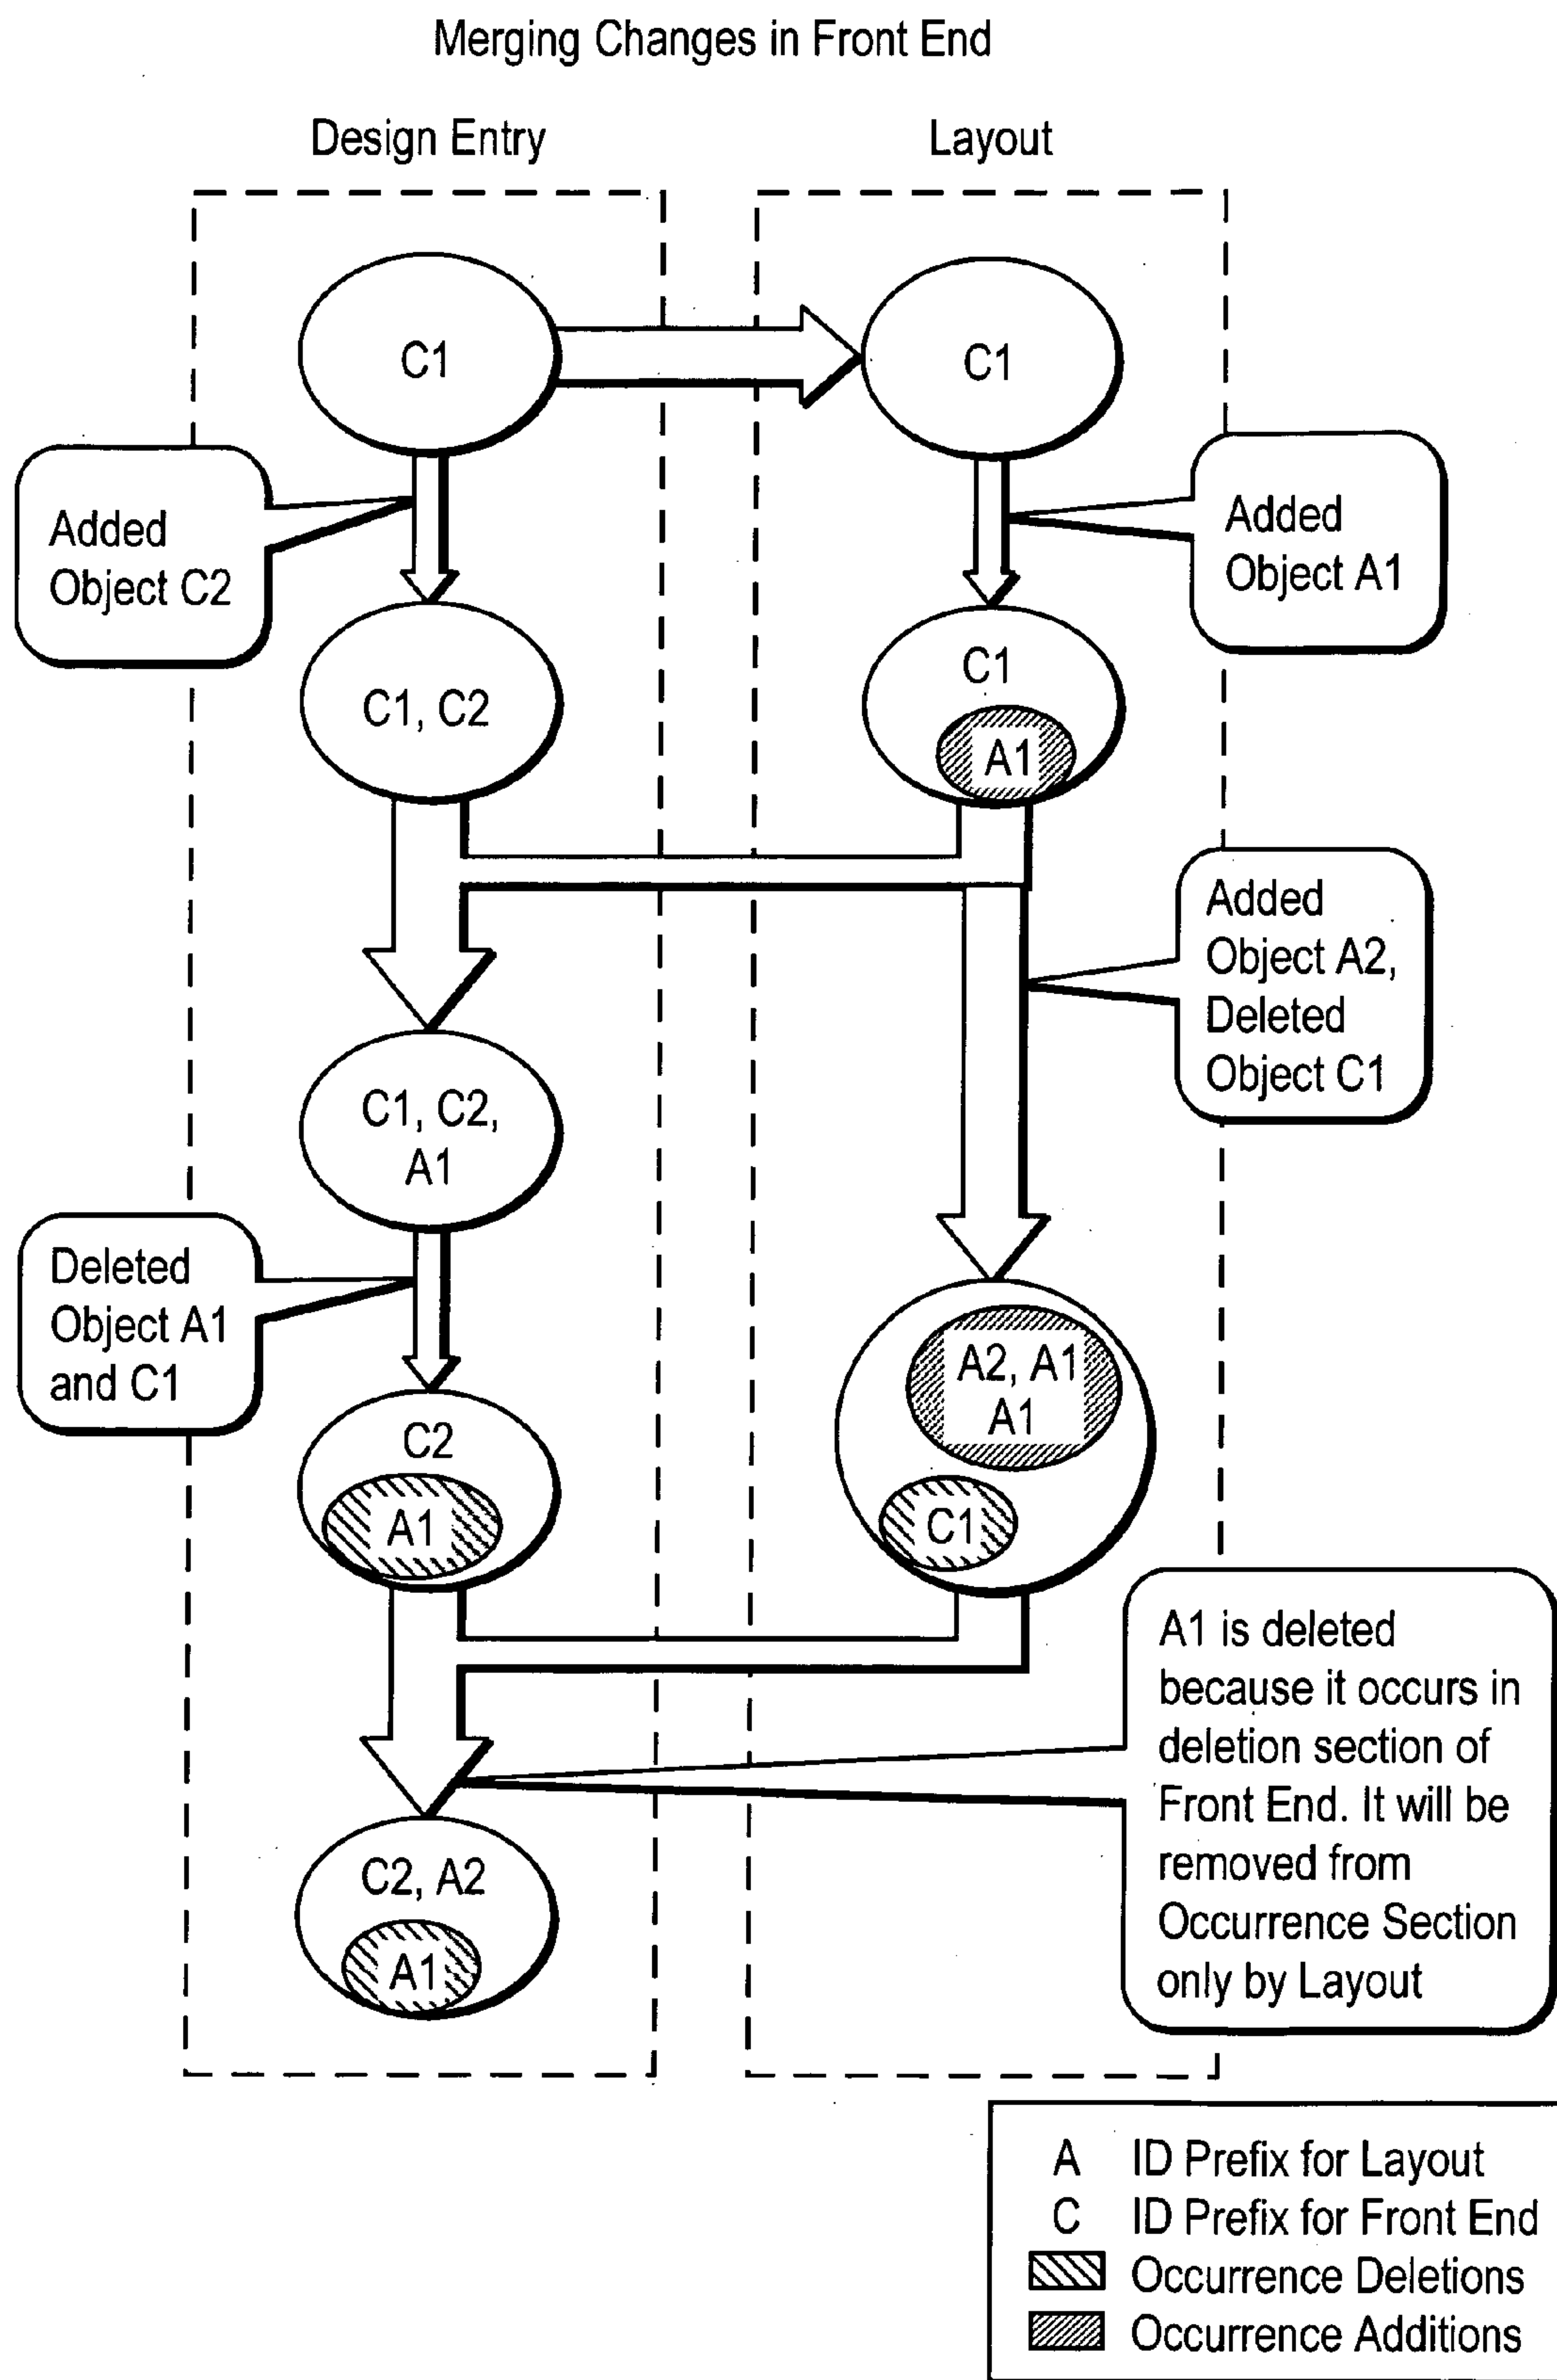 Merging Changes in Front End
Design Entry
Layout
C1
C1
Added
Object C2
Added
Object A1
C1, C2
C1
A1
Added
Object A2,
Deleted
Object C1
C1, C2,
A1
Deleted
Object A1
and C1
A2, A1
A1
C2
A1
C1
A1 is deleted
because it occurs in
deletion section of
Front End. It will be
removed from
Occurrence Section
only by Layout
C2, A2
A1
A ID Prefix for Layout
C ID Prefix for Front End
Occurrence Deletions
Occurrence Additions